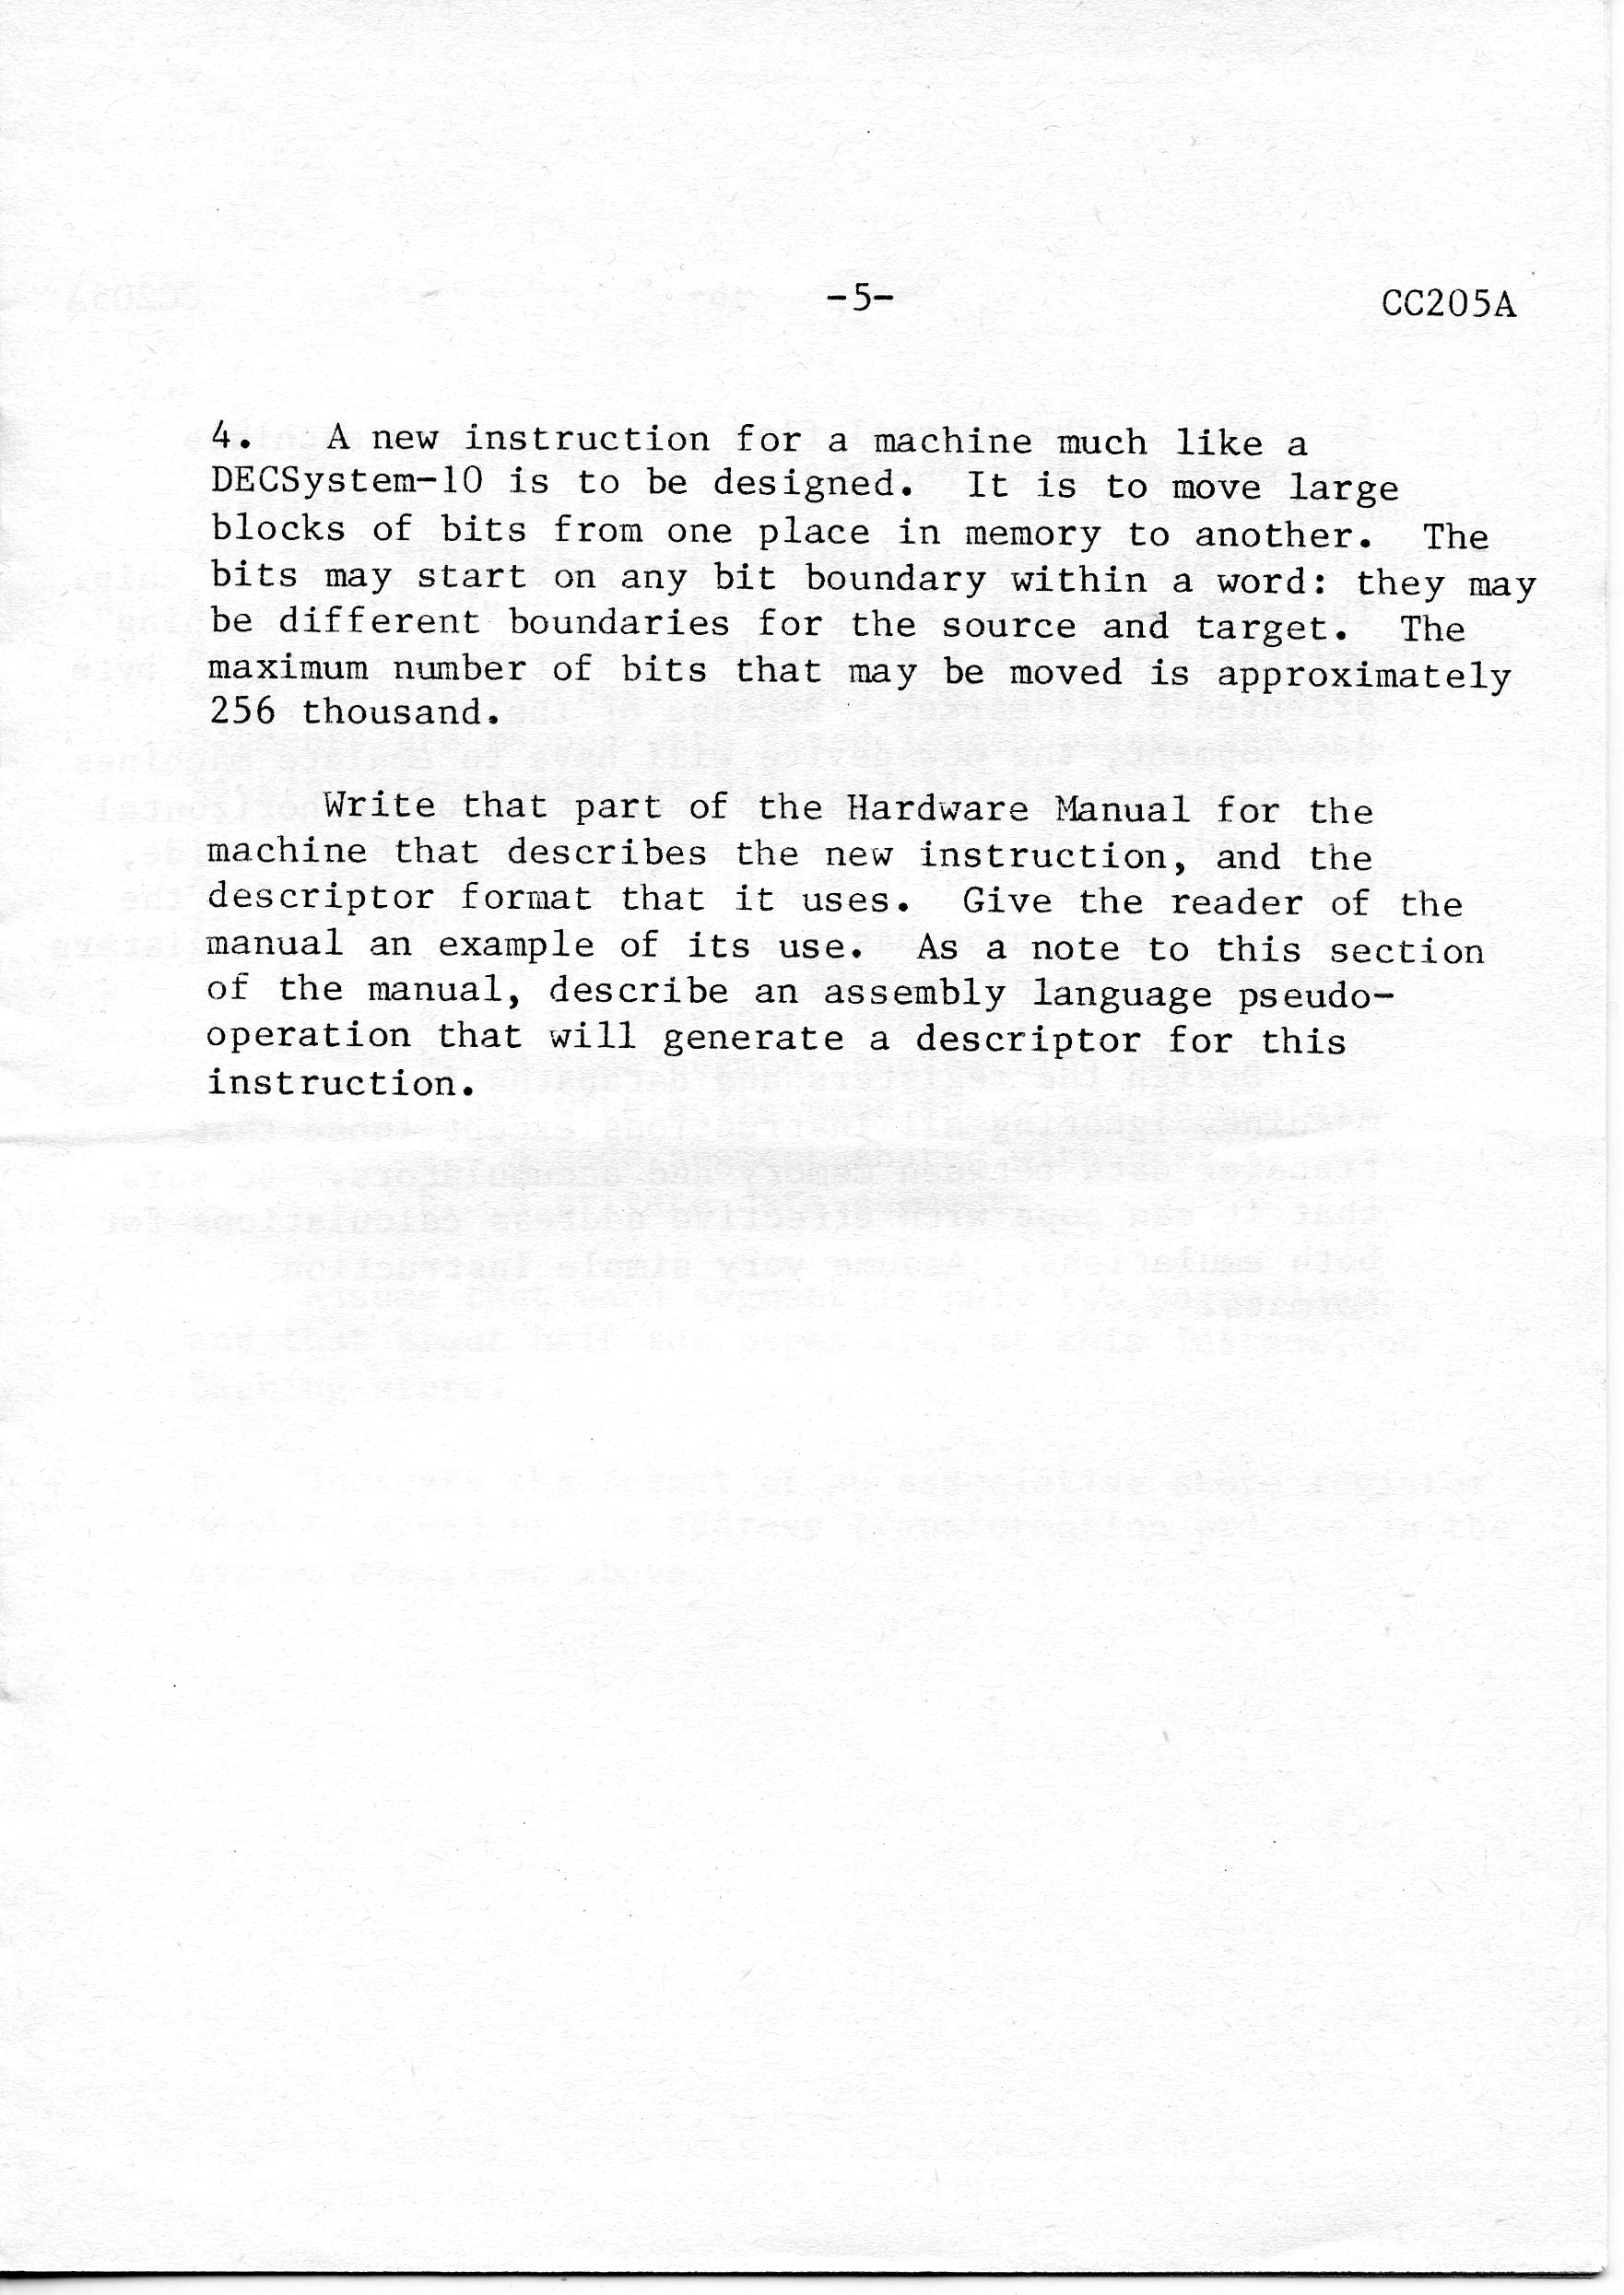 -5-
CC205A
4. A new instruction for a machine much like a
DECSystem-10 is to be designed. It is to move large
blocks of bits from one place in memory to another. The
bits may start on any bit boundary within a word: they may
be different boundaries for the source and target. The
maximum number of bits that may be moved is approximately
256 thousand.
Write that part of the Hardware Manual for the
machine that describes the new instruction, and the
descriptor format that it uses. Give the reader of the
manual an example of its use. As a note to this section
of the manual, describe an assembly language pseudo-
operation that will generate a descriptor for this
instruction.